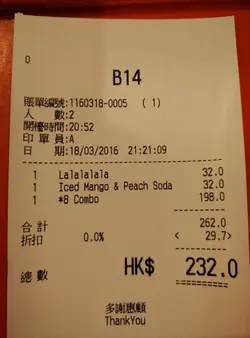 0
B14
賬單編號:1160318-0005 ( 1)
人 數:2
開檯時間:20:52
印單員:A
日 期:18/03/2016 21:21:09
1 Lalalalala 32.0
1 Iced Mango & Peach Soda 32.0
1 *8 Combo 198.0
合計 262.0
折扣 0.0% < 29.7>
總數 HK$ 232.0
多謝惠顧
ThankYou